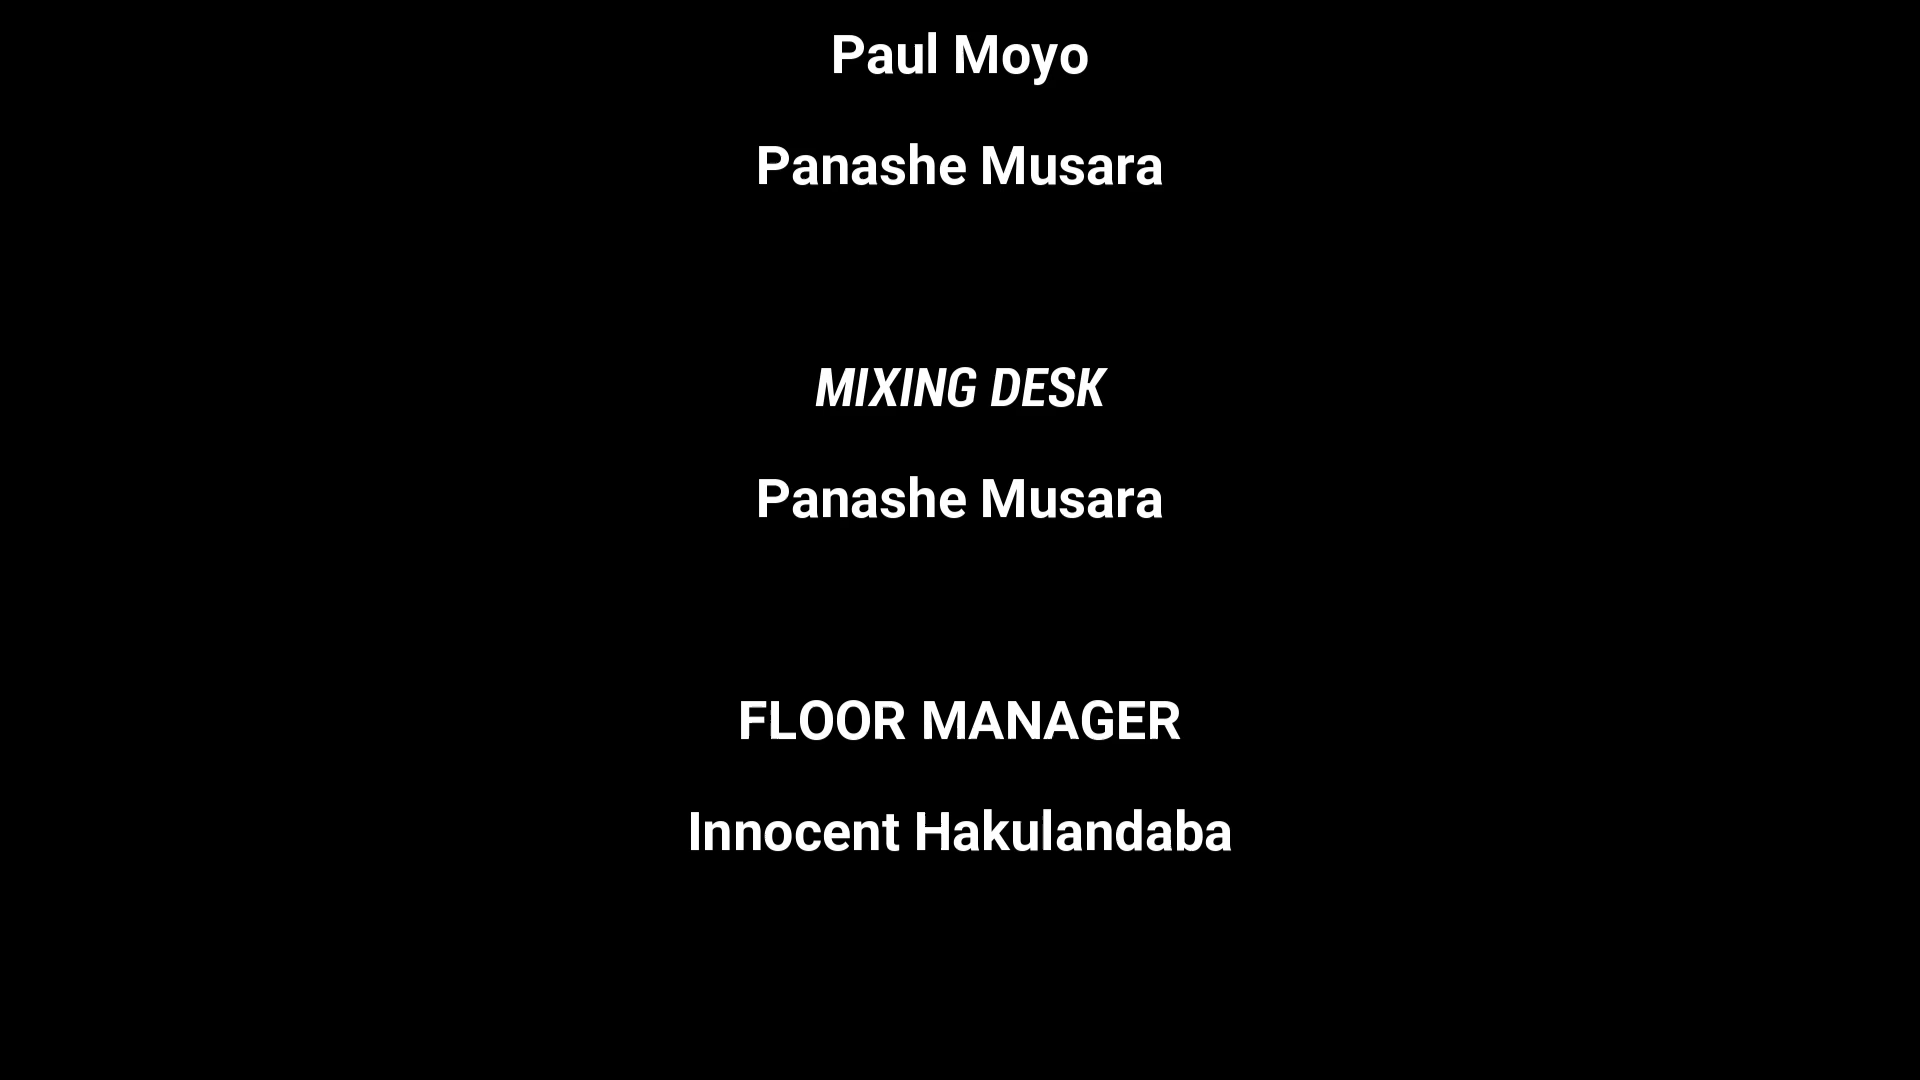 Paul Moyo
Panashe Musara
MIXING DESK
Panashe Musara
FLOOR MANAGER
Innocent Hakulandaba